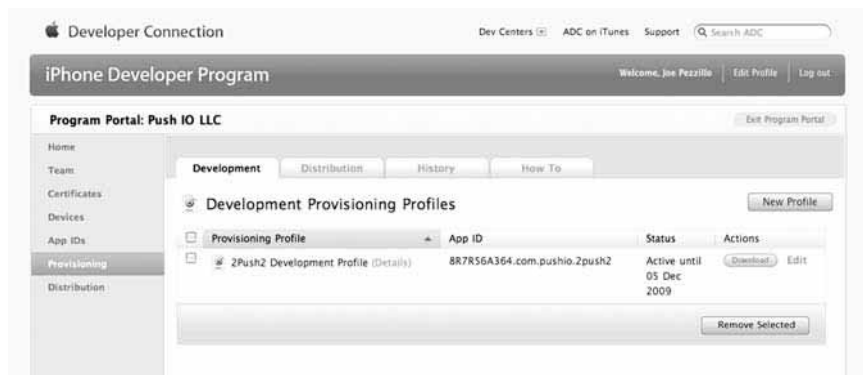 Developer Connection
Dev Centers ADC on iTunes Support Search ADC
iPhone Developer Program
Welcome, Joe Pezzillo Edit Profile Log out
Program Portal: Push IO LLC
Exit Program Portal
Home
Team
Certificates
Devices
App IDs
Provisioning
Distribution
Development Distribution History How To
Development Provisioning Profiles
New Profile
Provisioning Profile App ID Status Actions
2Push2 Development Profile (Details) 8R7R56A364.com.pushio.2push2 Active until Download Edit
05 Dec
2009
Remove Selected